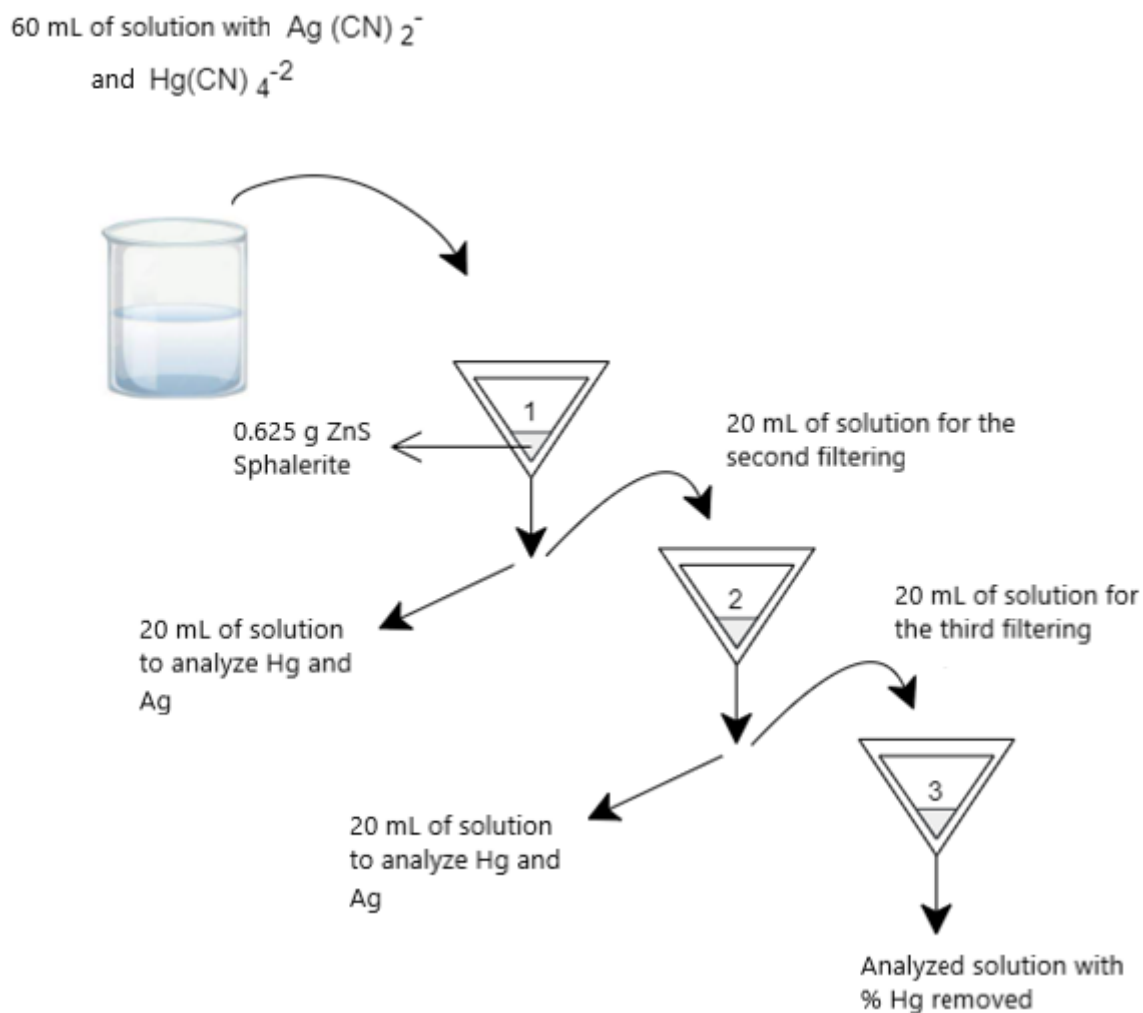 60 mL of solution with Ag (CN) 2-
and Hg(CN) 4-2
1
0.625 g ZnS
Sphalerite
20 mL of solution for the
second filtering
20 mL of solution
to analyze Hg and
Ag
2
20 mL of solution for
the third filtering
20 mL of solution
to analyze Hg and
Ag
3
Analyzed solution with
% Hg removed